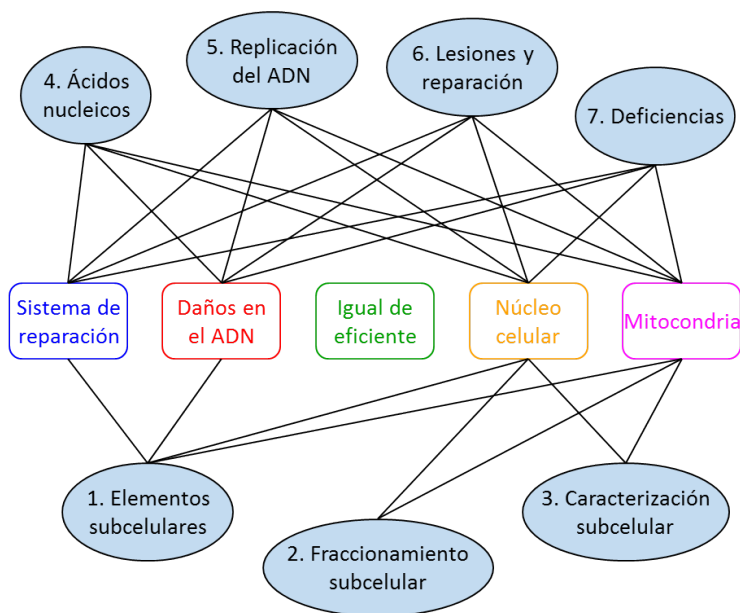 4. Ácidos
nucleicos
5. Replicación
del ADN
6. Lesiones y
reparación
7. Deficiencias
Sistema de
reparación
Daños en
el ADN
Igual de
eficiente
Núcleo
celular
Mitocondria
1. Elementos
subcelulares
2. Fraccionamiento
subcelular
3. Caracterización
subcelular